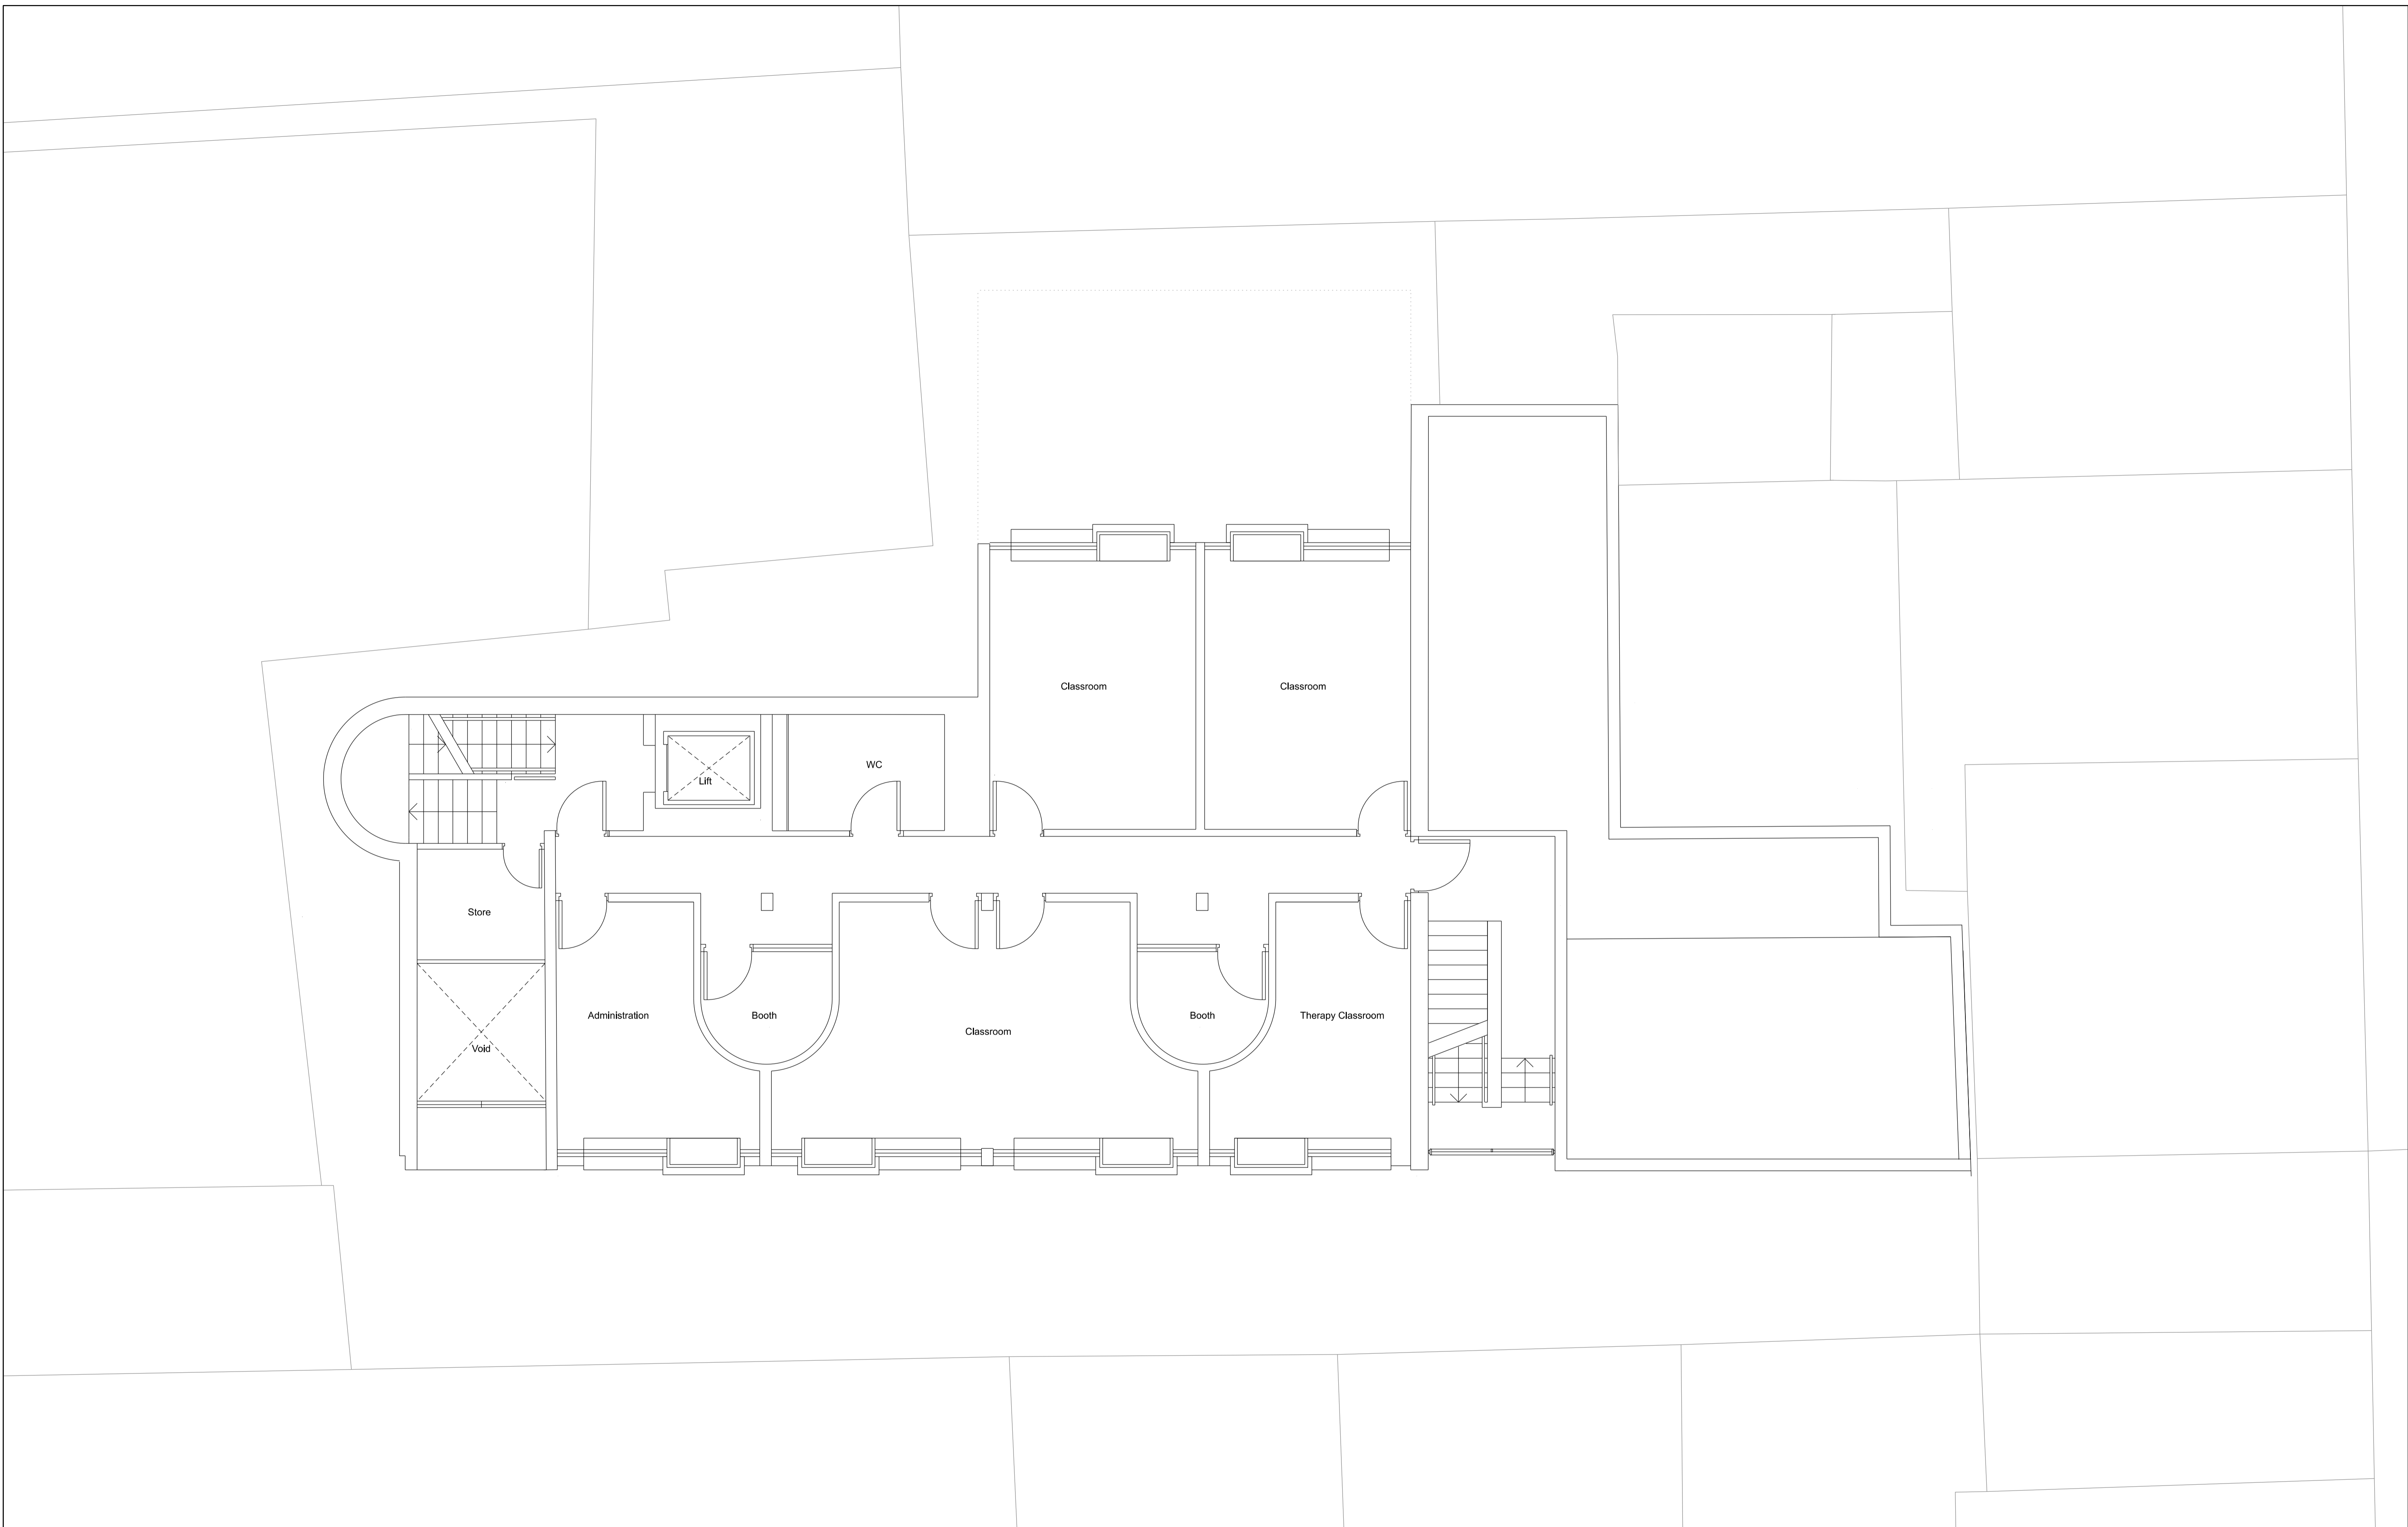 Classroom
Classroom
WC
Lift
Store
Administration
Booth
Classroom
Booth
Therapy Classroom
Void